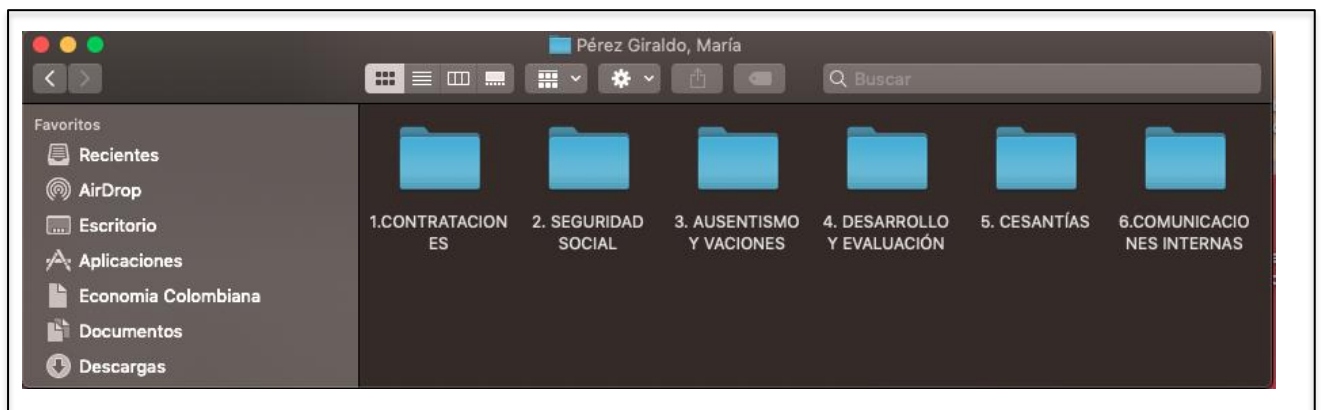 Pérez Giraldo, María
Buscar
Favoritos
Recientes
AirDrop
Escritorio
Aplicaciones
Economia Colombiana
Documentos
Descargas
1.CONTRATACION
ES
2. SEGURIDAD
SOCIAL
3. AUSENTISMO
Y VACIONES
4. DESARROLLO
Y EVALUACIÓN
5. CESANTÍAS
6.COMUNICACIO
NES INTERNAS